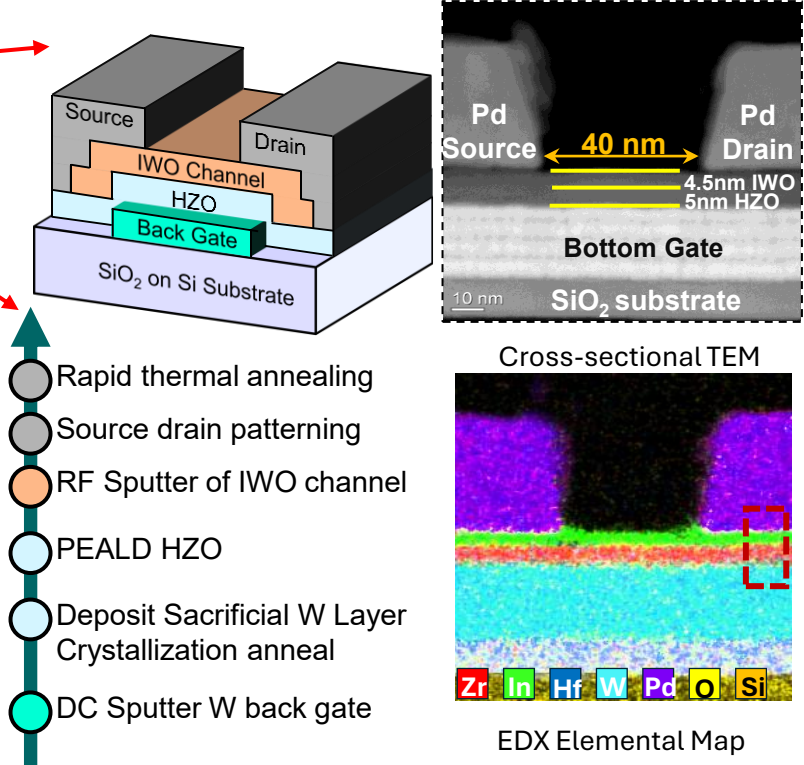 Source
Drain
IWO Channel
HZO
Back Gate
SiO₂ on Si Substrate
Pd
Source
Pd
Drain
40 nm
4.5nm IWO
5nm HZO
Bottom Gate
10 nm
SiO₂ substrate
Cross-sectional TEM
Rapid thermal annealing
Source drain patterning
RF Sputter of IWO channel
PEALD HZO
Deposit Sacrificial W Layer
Crystallization anneal
DC Sputter W back gate
Zr In Hf W Pd O Si
EDX Elemental Map